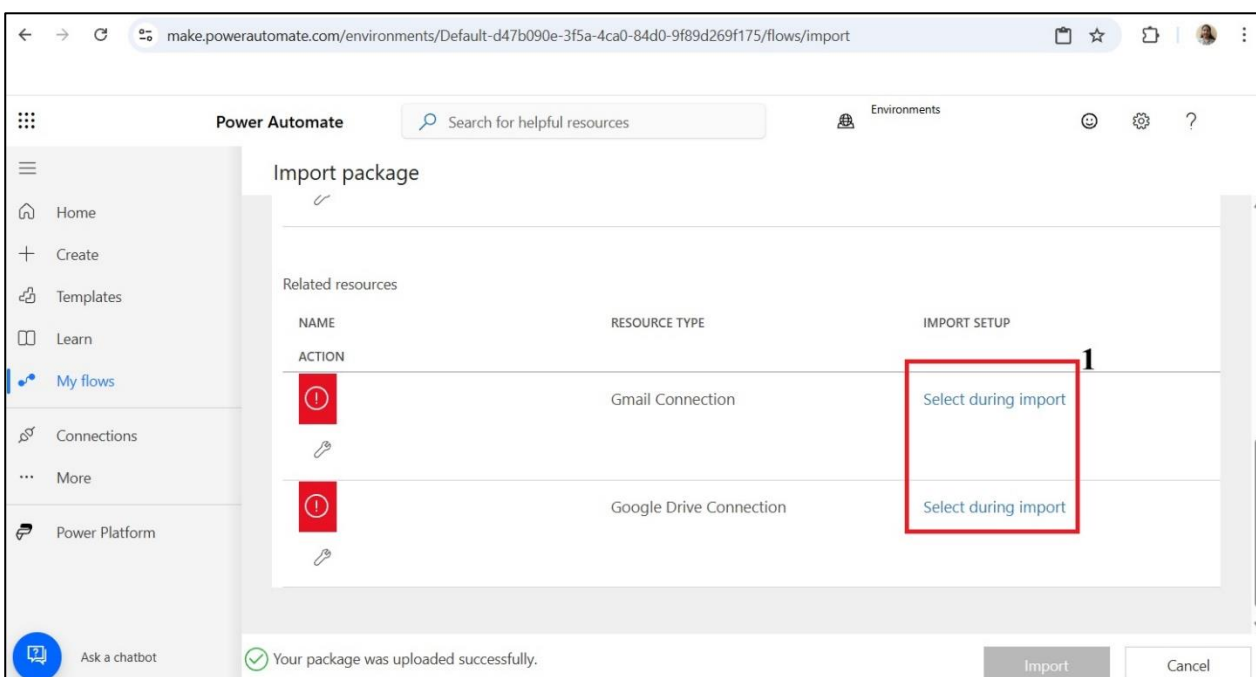 make.powerautomate.com/environments/Default-d47b090e-3f5a-4ca0-84d0-9f89d269f175/flows/import
Power Automate
Search for helpful resources
Environments
?
Import package
Home
Create
Templates
Learn
My flows
Connections
More
Power Platform
Ask a chatbot
Related resources
NAME RESOURCE TYPE IMPORT SETUP
ACTION
1
Gmail Connection Select during import
Google Drive Connection Select during import
Your package was uploaded successfully.
Import Cancel